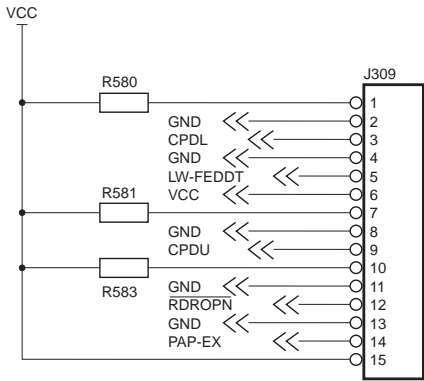 VCC
J309
R580
1
GND 2
CPDL 3
GND 4
LW-FEDDT 5
VCC 6
R581
7
GND 8
CPDU 9
10
R583
GND 11
RDROPN 12
GND 13
PAP-EX 14
15